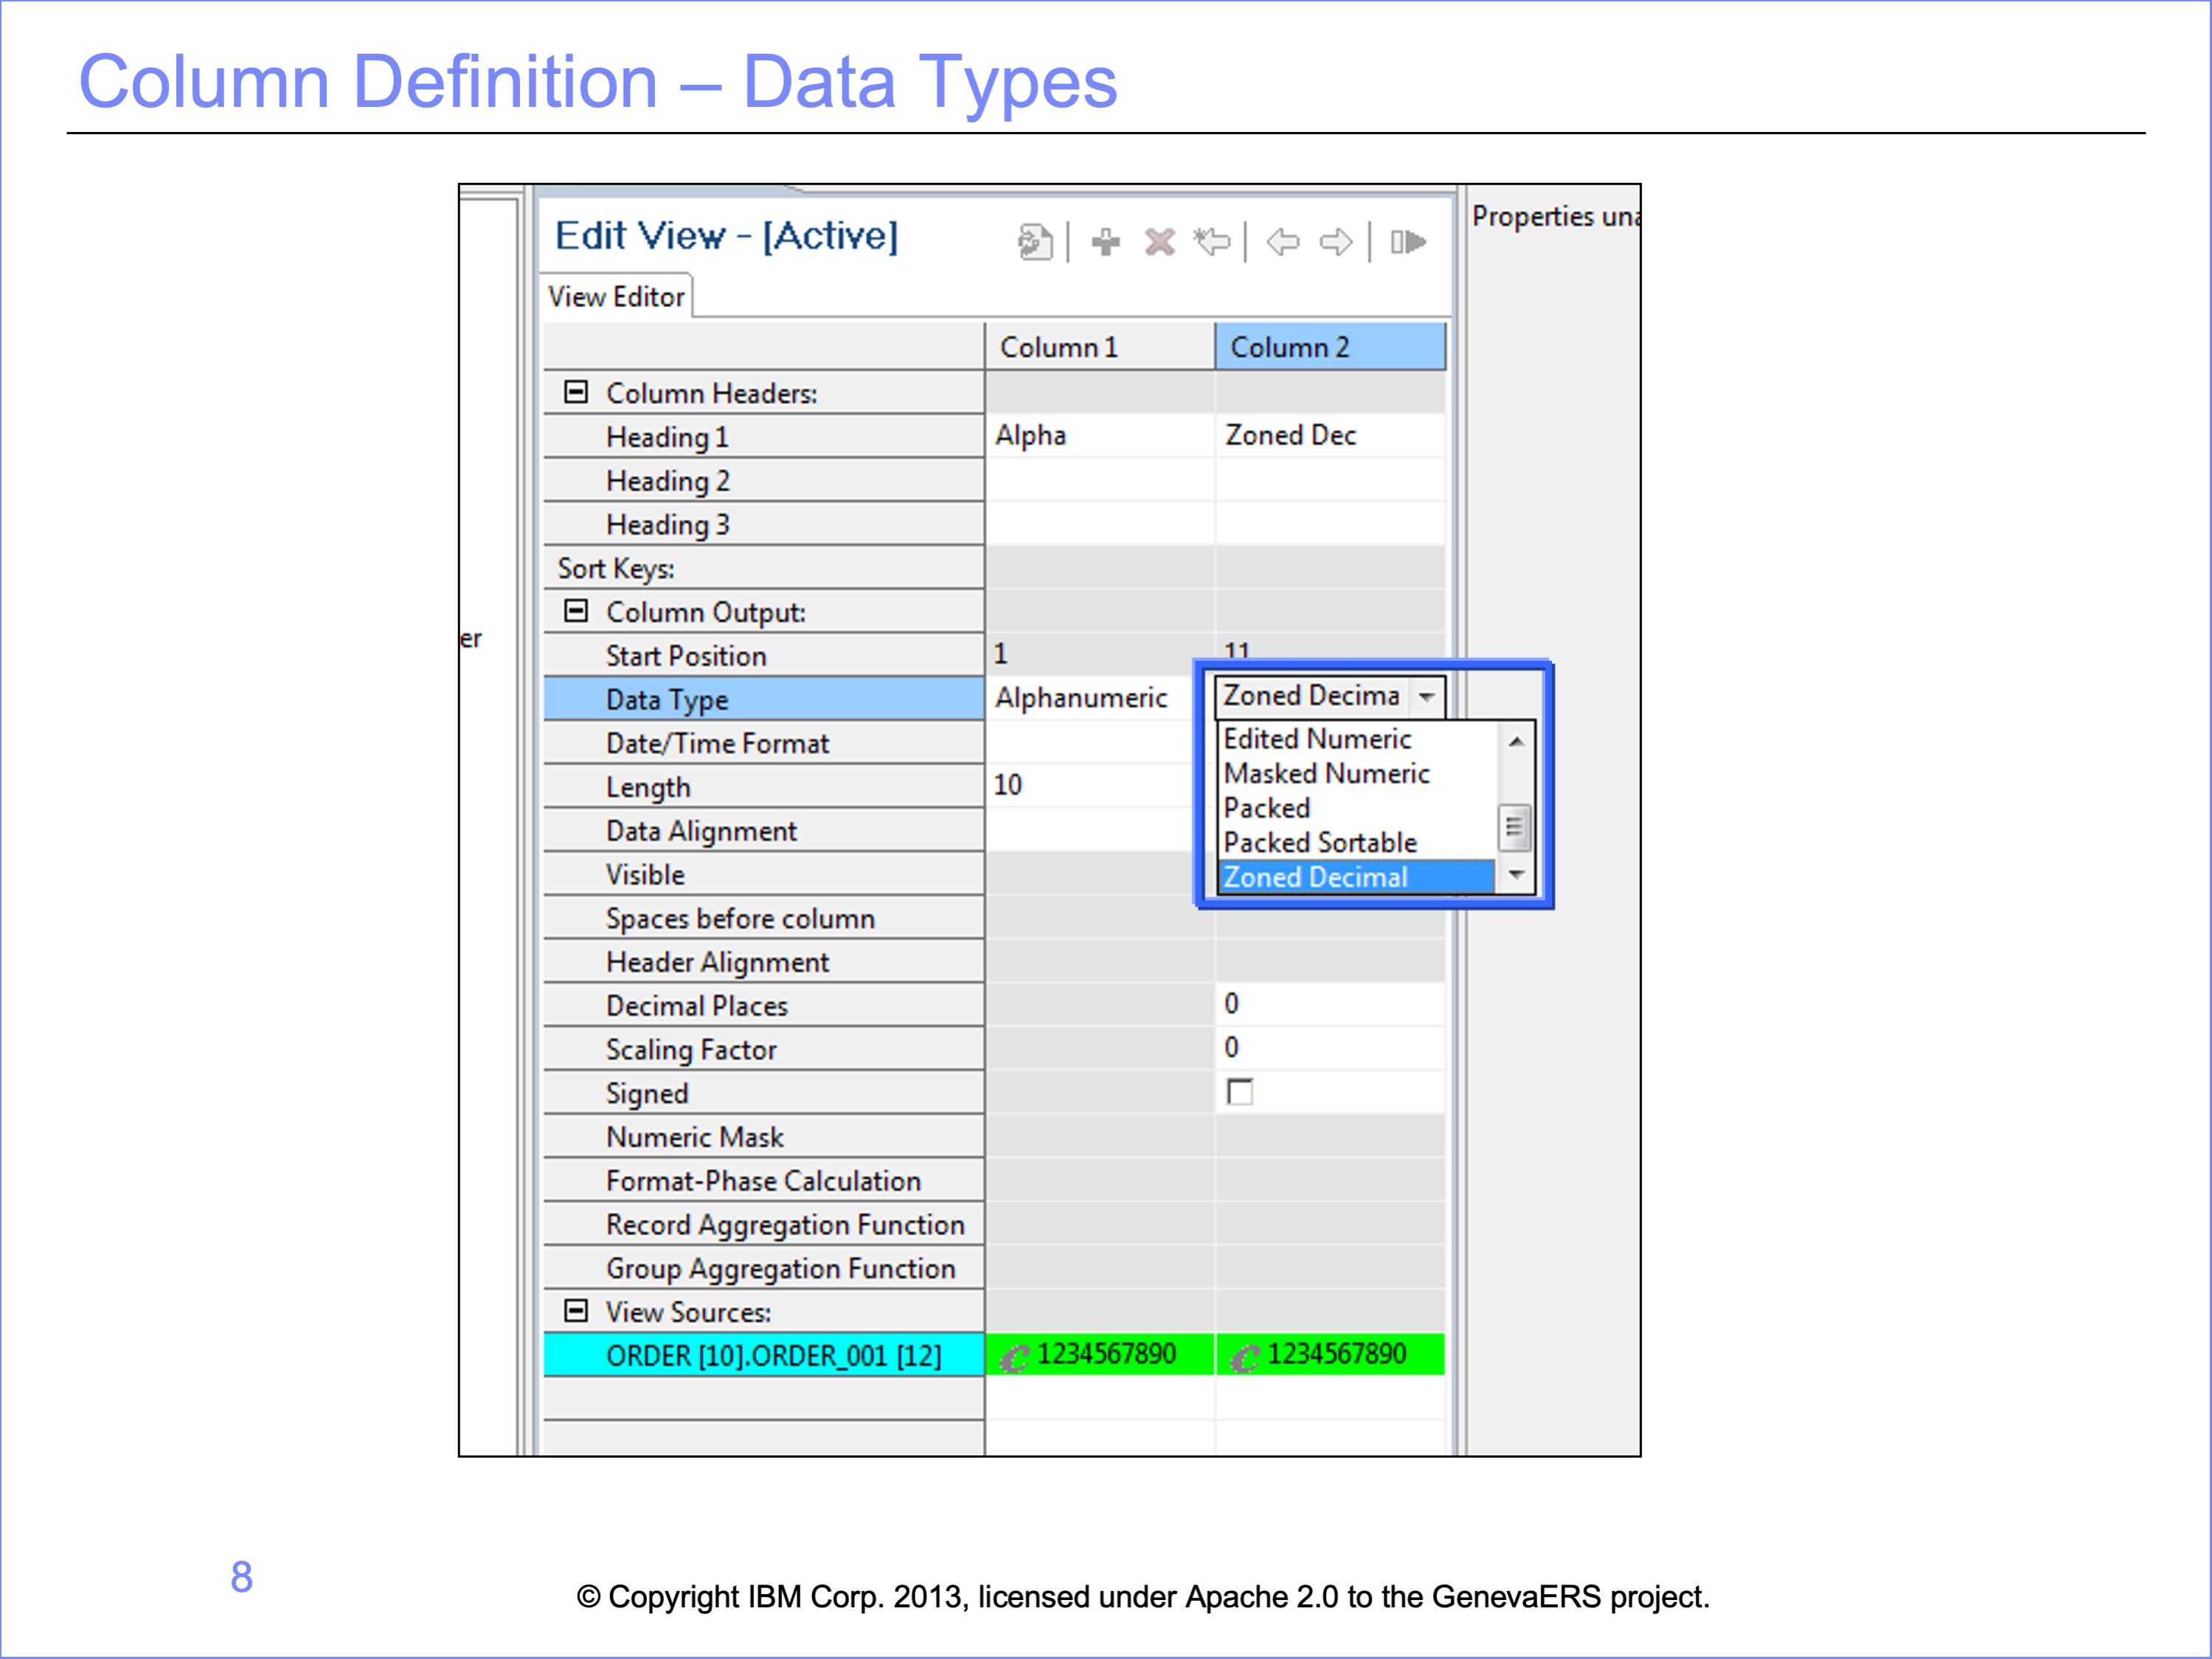 Column Definition – Data Types
Edit View - [Active]
Properties una
View Editor
Column 1 Column 2
Column Headers:
Heading 1 Alpha Zoned Dec
Heading 2
Heading 3
Sort Keys:
Column Output:
er
Start Position 1 11
Data Type Alphanumeric Zoned Decima
Date/Time Format Edited Numeric
Masked Numeric
Length 10 Packed
Data Alignment Packed Sortable
Visible Zoned Decimal
Spaces before column
Header Alignment
Decimal Places 0
Scaling Factor 0
Signed
Numeric Mask
Format-Phase Calculation
Record Aggregation Function
Group Aggregation Function
View Sources:
ORDER [10].ORDER_001 [12] 1234567890 1234567890
8
© Copyright IBM Corp. 2013, licensed under Apache 2.0 to the GenevaERS project.